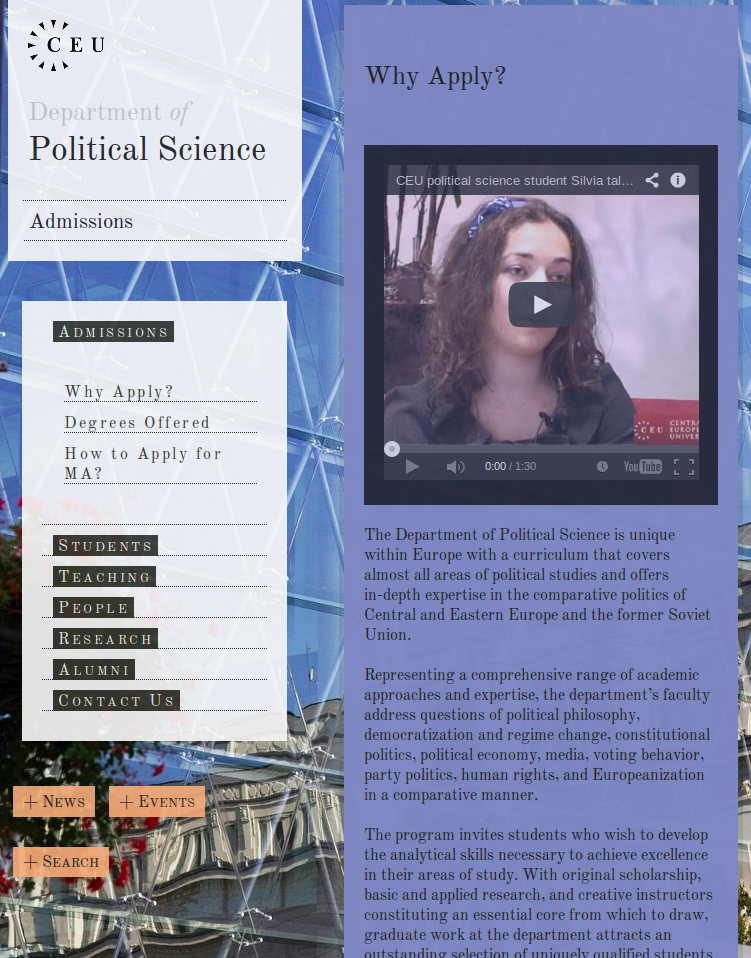 CEU
Department of
Political Science
Admissions
ADMISSIONS
Why Apply?
Degrees Offered
How to Apply for
MA?
STUDENTS
TEACHING
PEOPLE
RESEARCH
ALUMNI
CONTACT US
+ NEWS
+ EVENTS
+ SEARCH
Why Apply?
CEU political science student Silvia tal...
CEU
CENTRA
EUROPE
UNIVER
0:00 / 1:30
YouTube
The Department of Political Science is unique
within Europe with a curriculum that covers
almost all areas of political studies and offers
in-depth expertise in the comparative politics of
Central and Eastern Europe and the former Soviet
Union.
Representing a comprehensive range of academic
approaches and expertise, the department's faculty
address questions of political philosophy,
democratization and regime change, constitutional
politics, political economy, media, voting behavior,
party politics, human rights, and Europeanization
in a comparative manner.
The program invites students who wish to develop
the analytical skills necessary to achieve excellence
in their areas of study. With original scholarship,
basic and applied research, and creative instructors
constituting an essential core from which to draw,
graduate work at the department attracts an
outstanding selection of uniquely qualified students